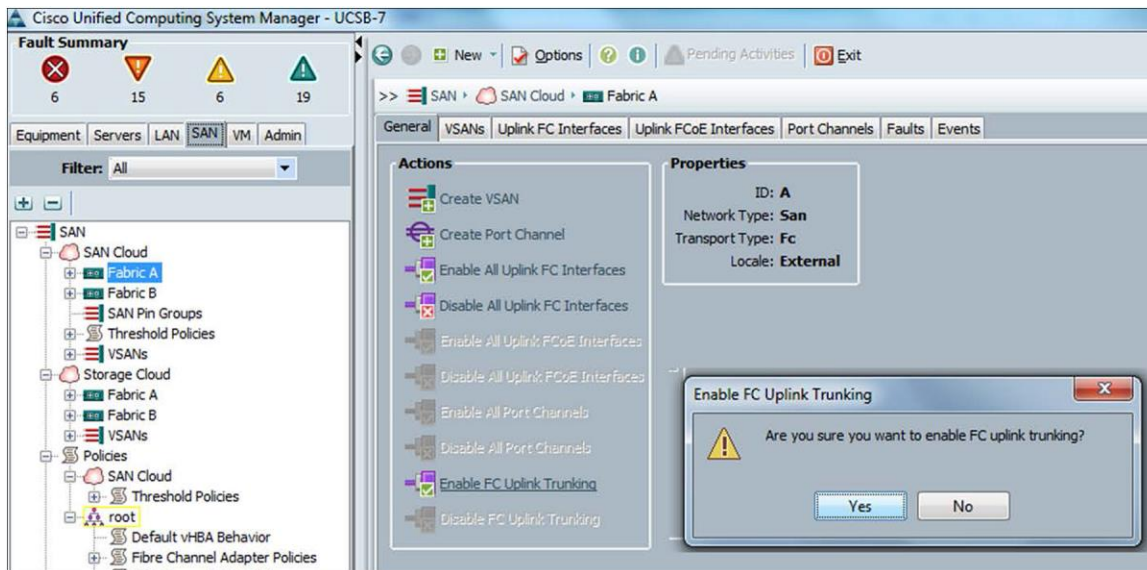 Cisco Unified Computing System Manager - UCSB-7
Fault Summary
6 15 6 19
New Options Pending Activities Exit
>> SAN SAN Cloud Fabric A
Equipment Servers LAN SAN VM Admin
Filter: All
SAN
SAN Cloud
Fabric A
Fabric B
SAN Pin Groups
Threshold Policies
VSANs
Storage Cloud
Fabric A
Fabric B
VSANs
Policies
SAN Cloud
Threshold Policies
root
Default vHBA Behavior
Fibre Channel Adapter Policies
General VSANs Uplink FC Interfaces Uplink FCoE Interfaces Port Channels Faults Events
Actions
Create VSAN
Create Port Channel
Enable All Uplink FC Interfaces
Disable All Uplink FC Interfaces
Enable All Uplink FCoE Interfaces
Disable All Uplink FCoE Interfaces
Enable All Port Channels
Disable All Port Channels
Enable FC Uplink Trunking
Disable FC Uplink Trunking
Properties
ID: A
Network Type: San
Transport Type: Fc
Locale: External
Enable FC Uplink Trunking
Are you sure you want to enable FC uplink trunking?
Yes No